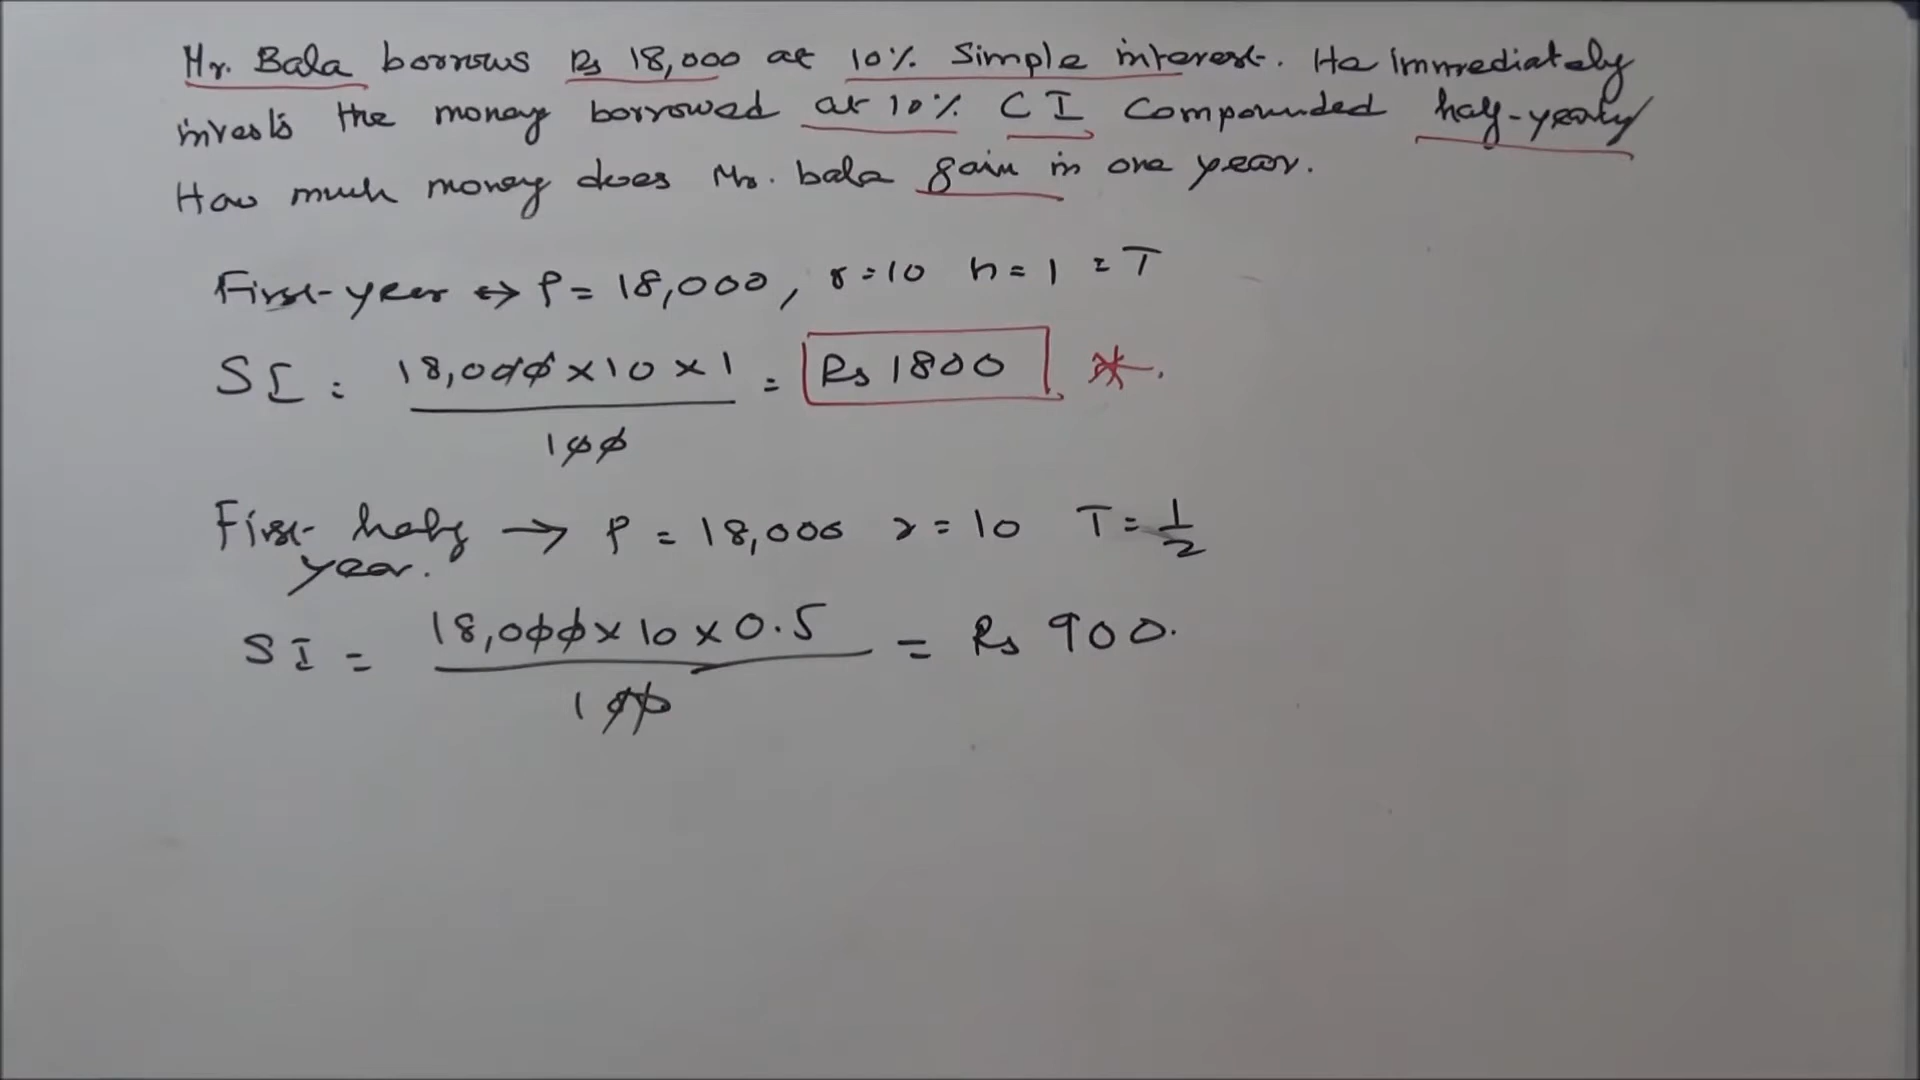 Mr. Bala borrows Rs 18,000 at 10% Simple interest. He immediately
invests the money borrowed at 10% CI Compounded half-yearly
How much money does Mr. bala gain in one year.
First-year ↔ P = 18,000, r = 10 n = 1 = T
SI = 18,000 × 10 × 1 = Rs 1800 *.
100
First- half → P = 18,000 r = 10 T = 1/2
year.
SI = 18,000 × 10 × 0.5 = Rs 900.
100